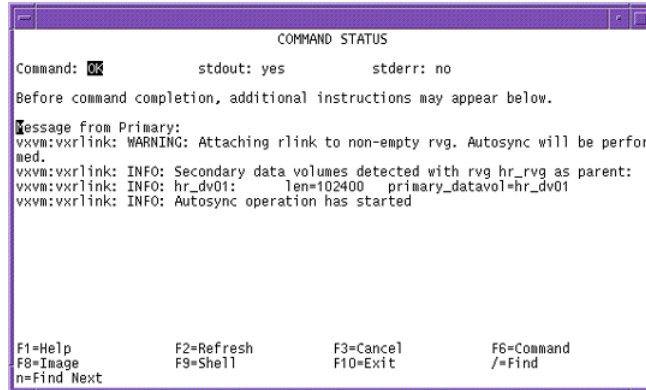 COMMAND STATUS
Command: OK stdout: yes stderr: no
Before command completion, additional instructions may appear below.
Message from Primary:
vxvm:vxrlink: WARNING: Attaching rlink to non-empty rvg. Autosync will be perfor
med.
vxvm:vxrlink: INFO: Secondary data volumes detected with rvg hr_rvg as parent:
vxvm:vxrlink: INFO: hr_dv01: len=102400 primary_datavol=hr_dv01
vxvm:vxrlink: INFO: Autosync operation has started
F1=Help F2=Refresh F3=Cancel F6=Command
F8=Image F9=Shell F10=Exit /=Find
n=Find Next